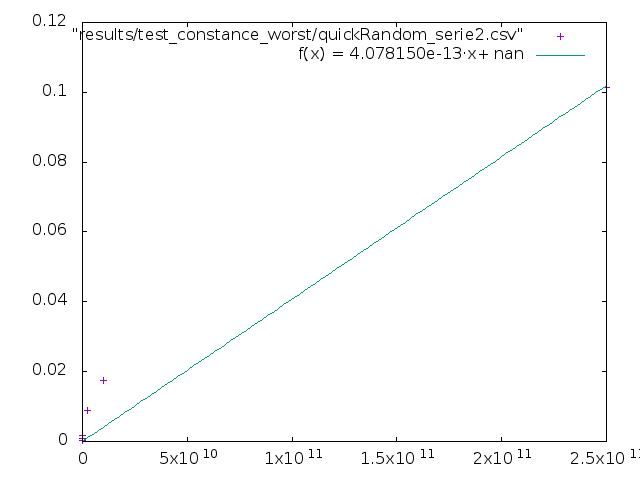 "results/test_constance_worst/quickRandom_serie2.csv"
f(x) = 4.078150e-13·x+ nan
0.12
0.1
0.08
0.06
0.04
0.02
0
0 5x10^10 1x10^11 1.5x10^11 2x10^11 2.5x10^1